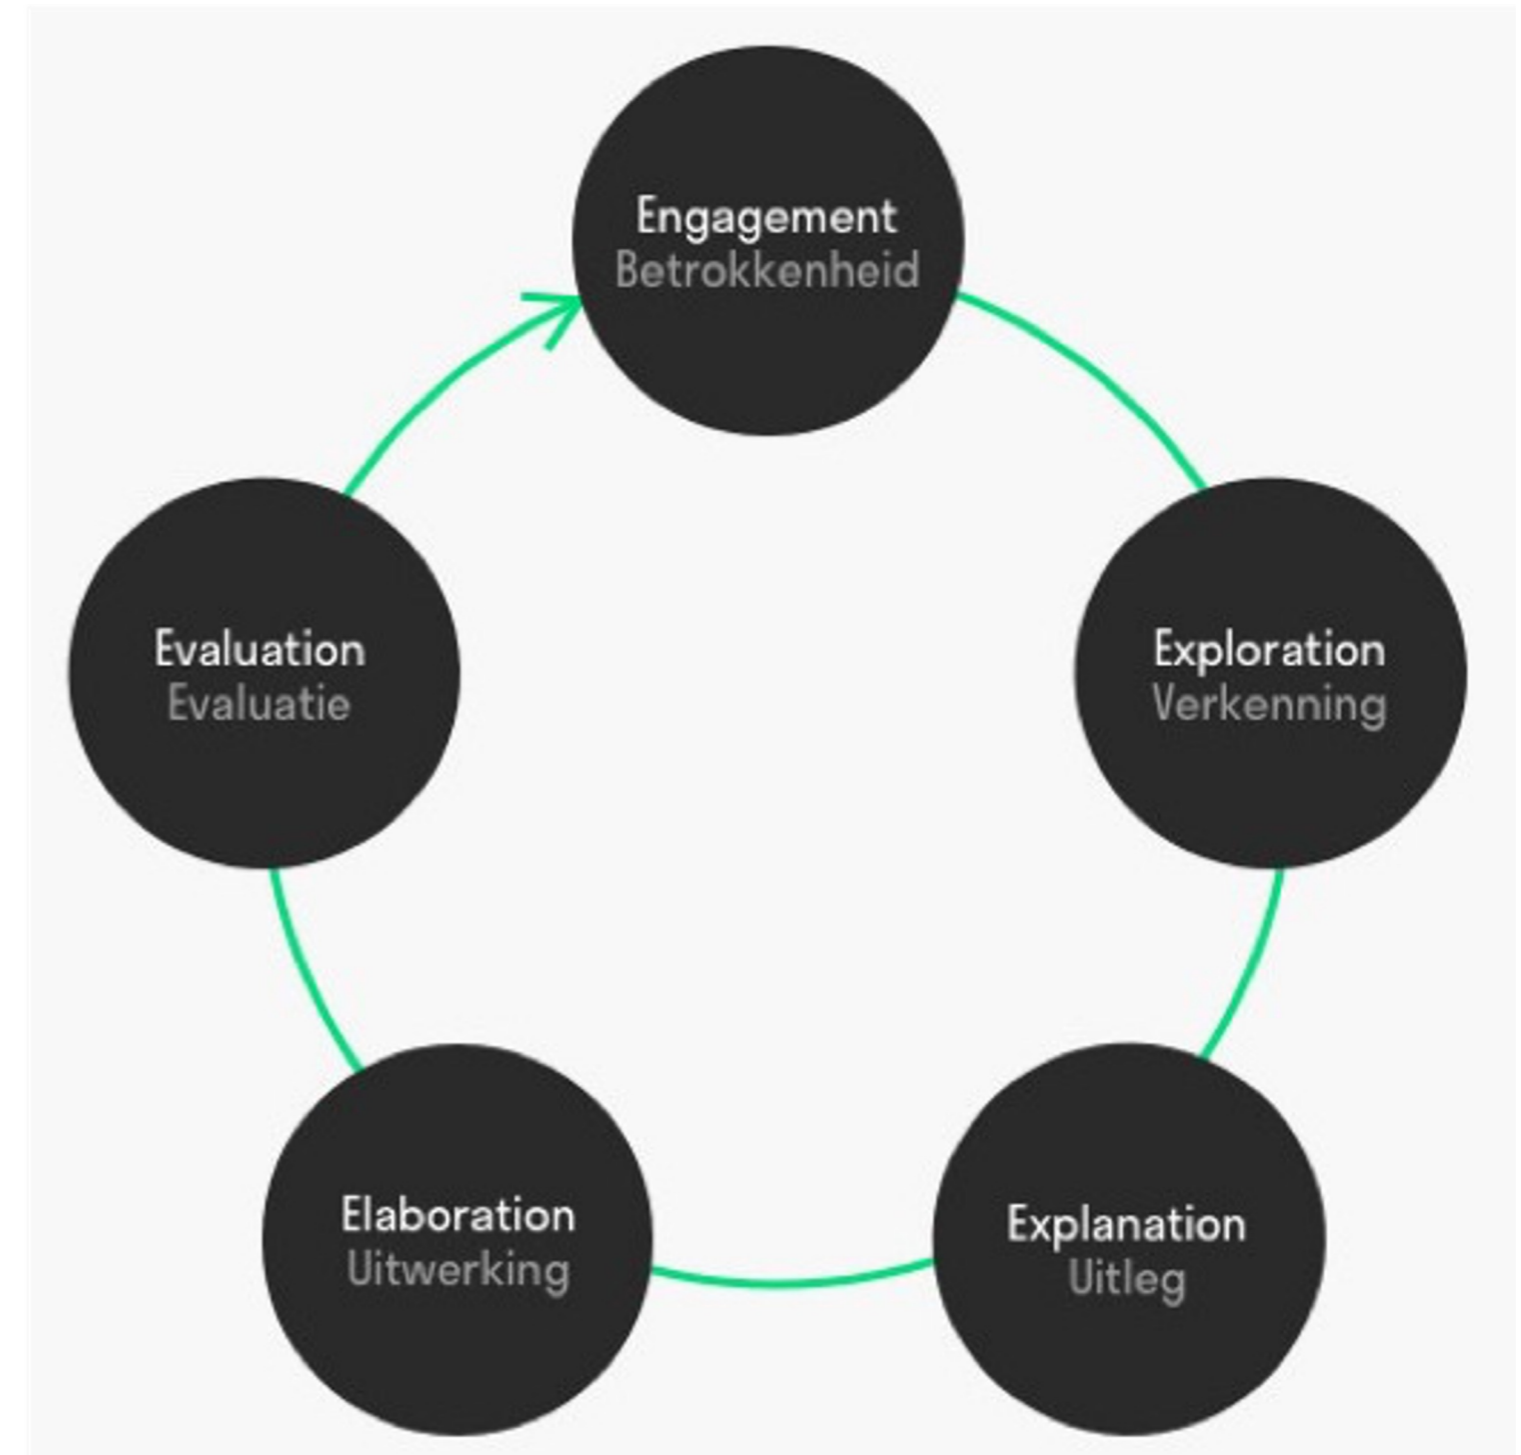 Engagement
Betrokkenheid
Exploration
Verkenning
Explanation
Uitleg
Elaboration
Uitwerking
Evaluation
Evaluatie